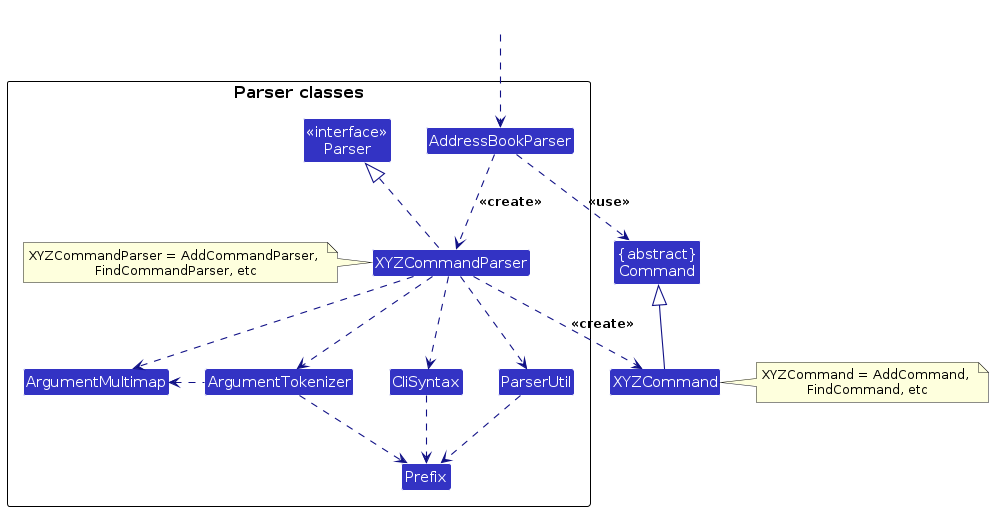 Parser classes
«interface»
Parser
AddressBookParser
«create»
«use»
XYZCommandParser = AddCommandParser,
FindCommandParser, etc
XYZCommandParser
{abstract}
Command
«create»
ArgumentMultimap
ArgumentTokenizer
CliSyntax
ParserUtil
XYZCommand
XYZCommand = AddCommand,
FindCommand, etc
Prefix